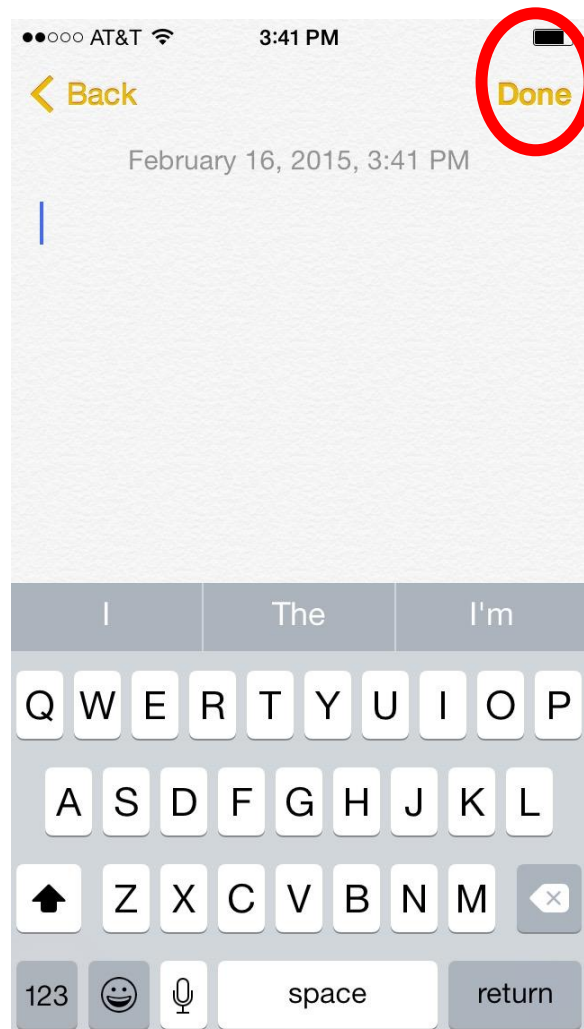 AT&T 3:41 PM
Back Done
February 16, 2015, 3:41 PM
I The I'm
Q W E R T Y U I O P
A S D F G H J K L
Z X C V B N M
123 space return